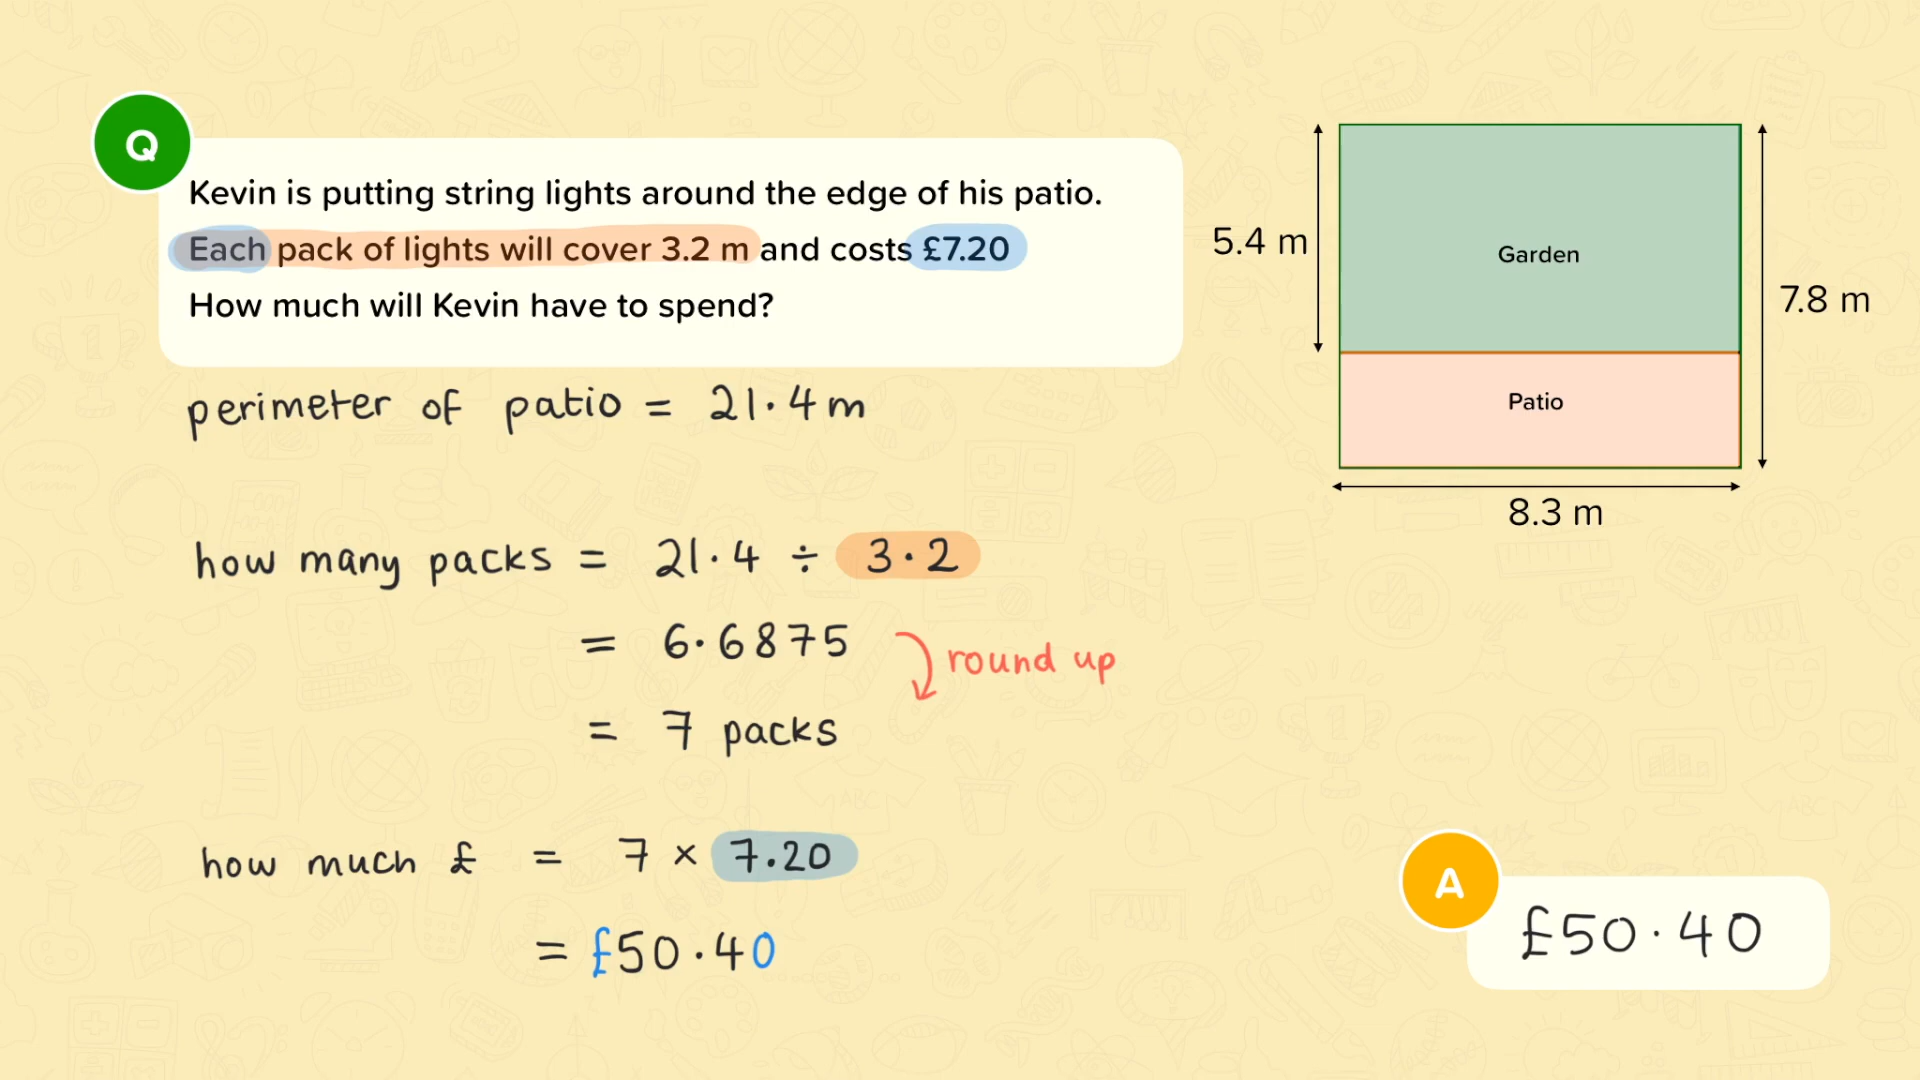 Q
Kevin is putting string lights around the edge of his patio.
Each pack of lights will cover 3.2 m and costs £7.20
How much will Kevin have to spend?
5.4 m
Garden
7.8 m
Patio
8.3 m
perimeter of patio = 21.4 m
how many packs = 21.4 ÷ 3.2
= 6.6875
round up
= 7 packs
how much £ = 7 × 7.20
= £50.40
A
£50.40